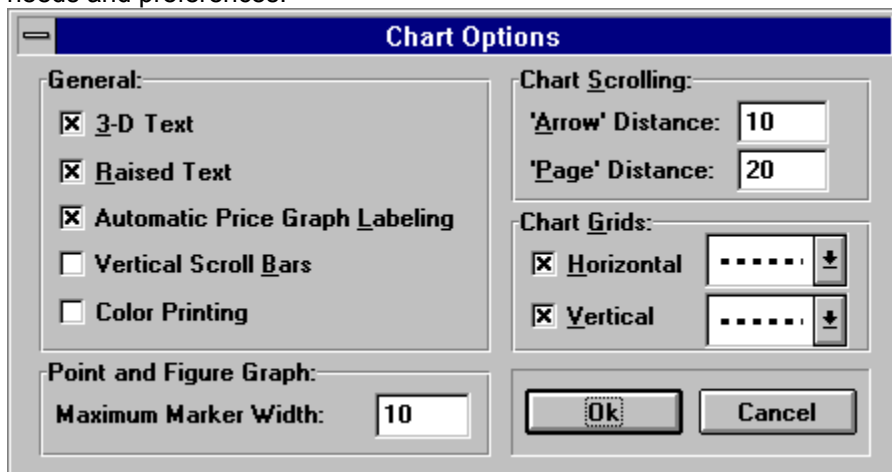 needs and preferences.
Chart Options
General:
3-D Text
Raised Text
Automatic Price Graph Labeling
Vertical Scroll Bars
Color Printing
Point and Figure Graph:
Maximum Marker Width: 10
Chart Scrolling:
'Arrow' Distance: 10
'Page' Distance: 20
Chart Grids:
Horizontal
Vertical
Ok Cancel